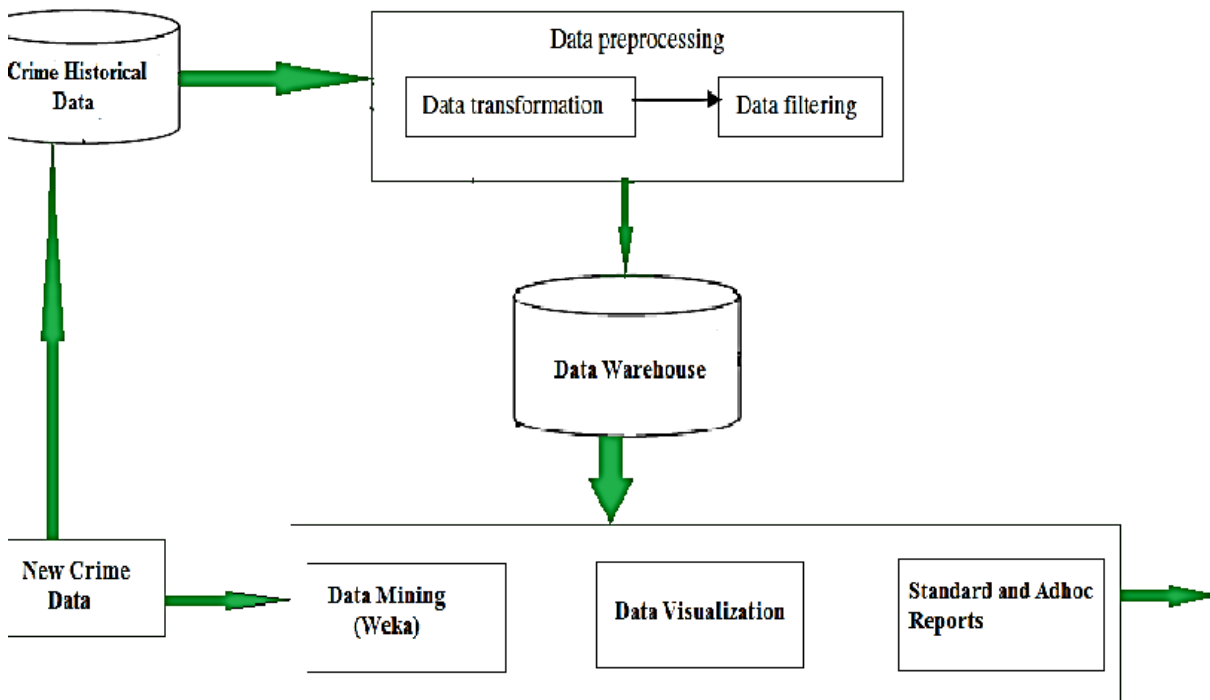 Crime Historical
Data
Data preprocessing
Data transformation
Data filtering
Data Warehouse
New Crime
Data
Data Mining
(Weka)
Data Visualization
Standard and Adhoc
Reports